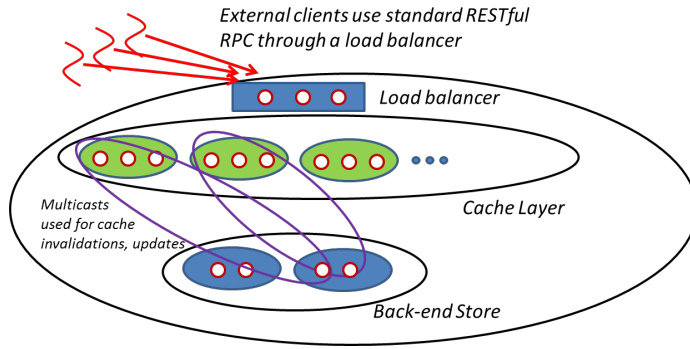 External clients use standard RESTful
RPC through a load balancer
Load balancer
Cache Layer
Multicasts
used for cache
invalidations, updates
Back-end Store